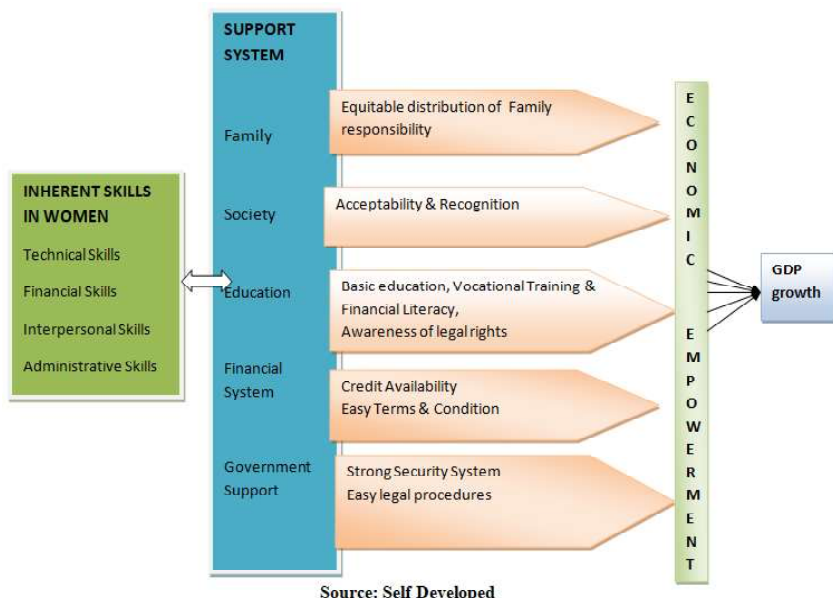 INHERENT SKILLS
IN WOMEN
Technical Skills
Financial Skills
Interpersonal Skills
Administrative Skills
SUPPORT
SYSTEM
Family
Society
Education
Financial
System
Government
Support
Equitable distribution of Family
responsibility
Acceptability & Recognition
Basic education, Vocational Training &
Financial Literacy,
Awareness of legal rights
Credit Availability
Easy Terms & Condition
Strong Security System
Easy legal procedures
ECONOMIC EMPOWERMENT
GDP
growth
Source: Self Developed